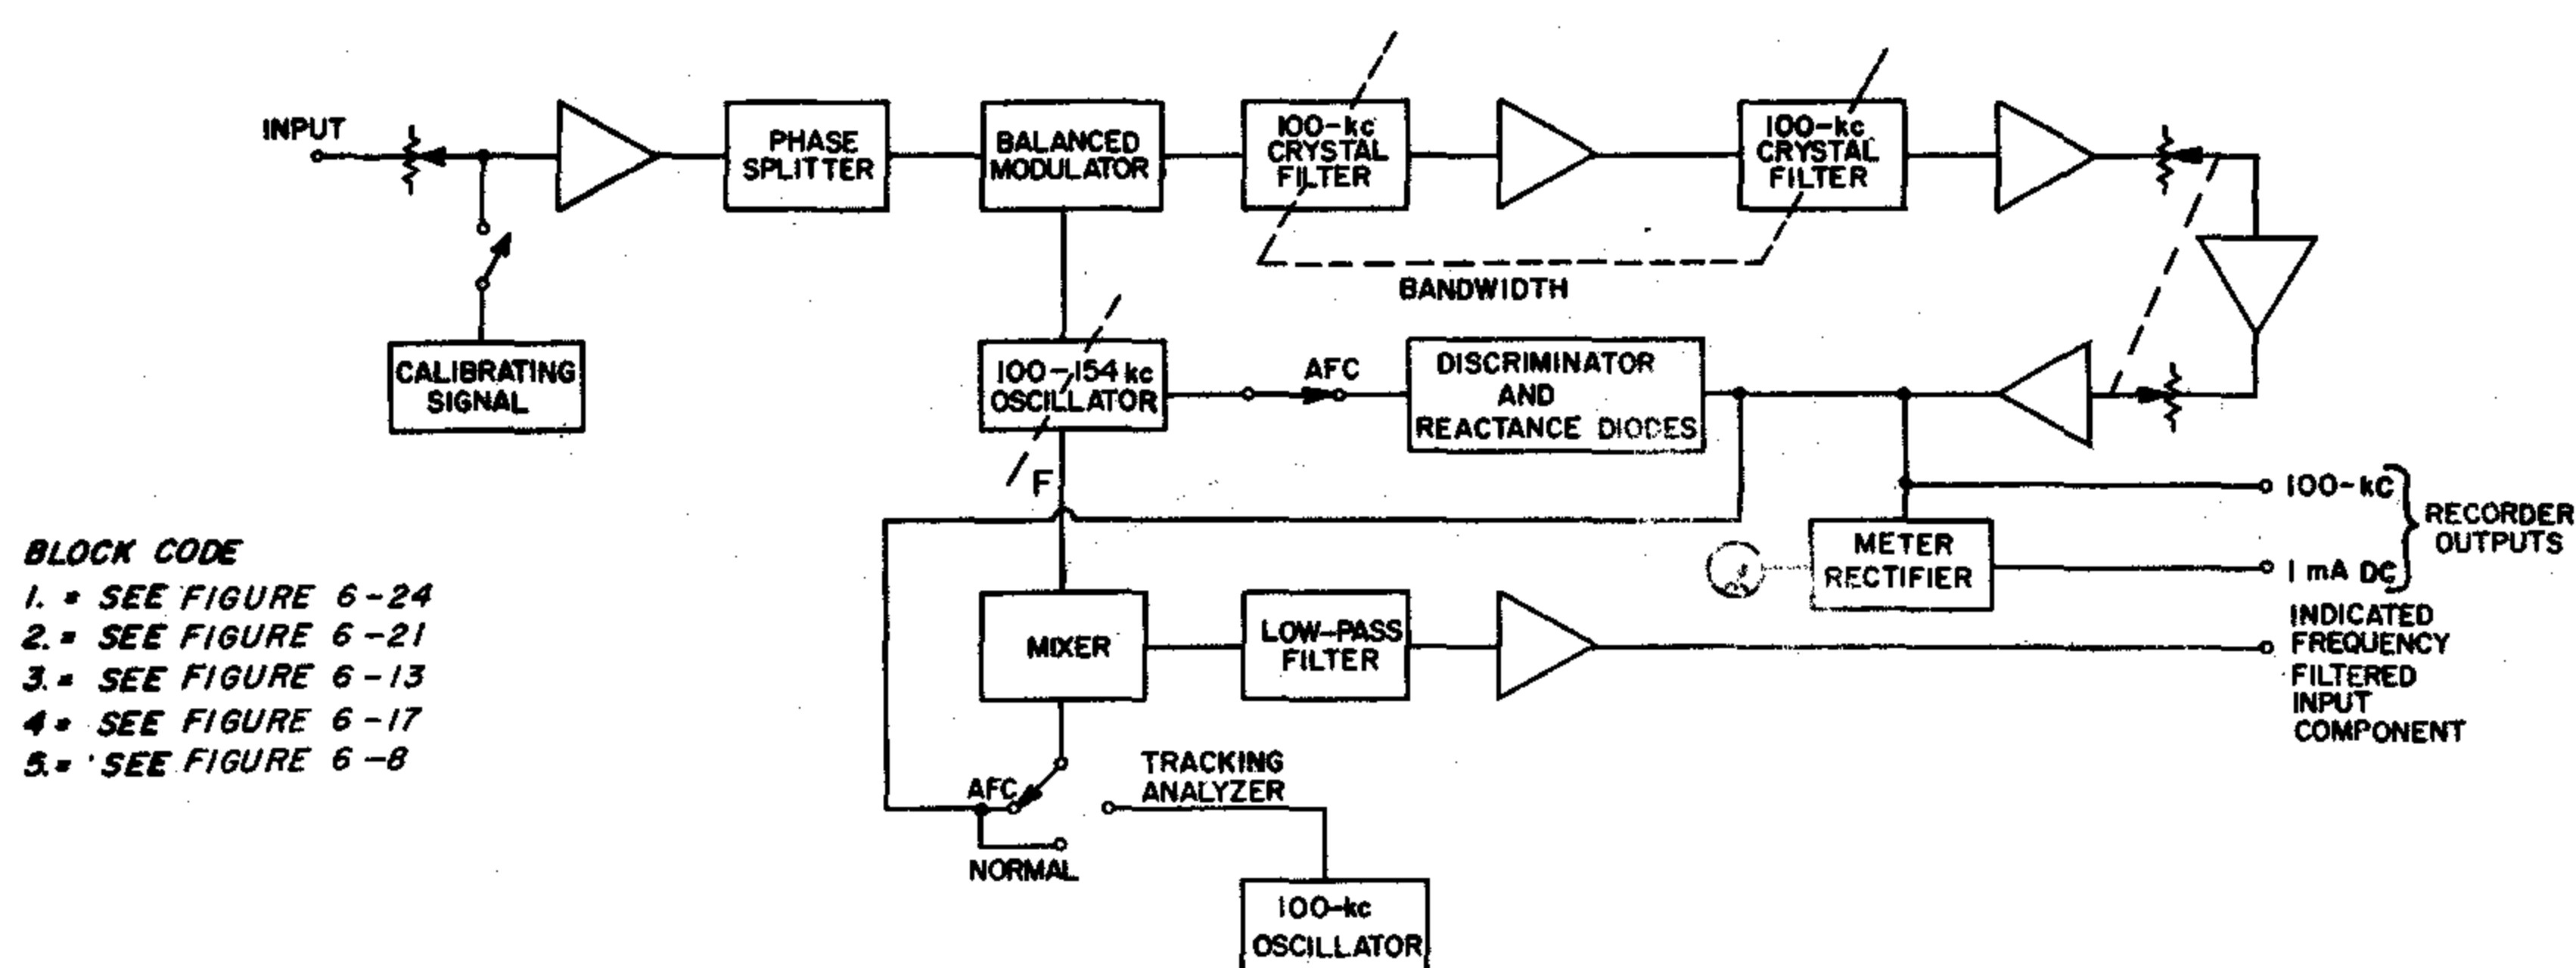 INPUT
PHASE
SPLITTER
BALANCED
MODULATOR
100-kc
CRYSTAL
FILTER
100-kc
CRYSTAL
FILTER
BANDWIDTH
CALIBRATING
SIGNAL
100-154 kc
OSCILLATOR
AFC
DISCRIMINATOR
AND
REACTANCE DIODES
F
100-kC
1 mA DC
RECORDER
OUTPUTS
METER
RECTIFIER
BLOCK CODE
1. = SEE FIGURE 6-24
2. = SEE FIGURE 6-21
3. = SEE FIGURE 6-13
4 = SEE FIGURE 6-17
5. = SEE FIGURE 6-8
MIXER
LOW-PASS
FILTER
INDICATED
FREQUENCY
FILTERED
INPUT
COMPONENT
TRACKING
ANALYZER
AFC
NORMAL
100-kc
OSCILLATOR